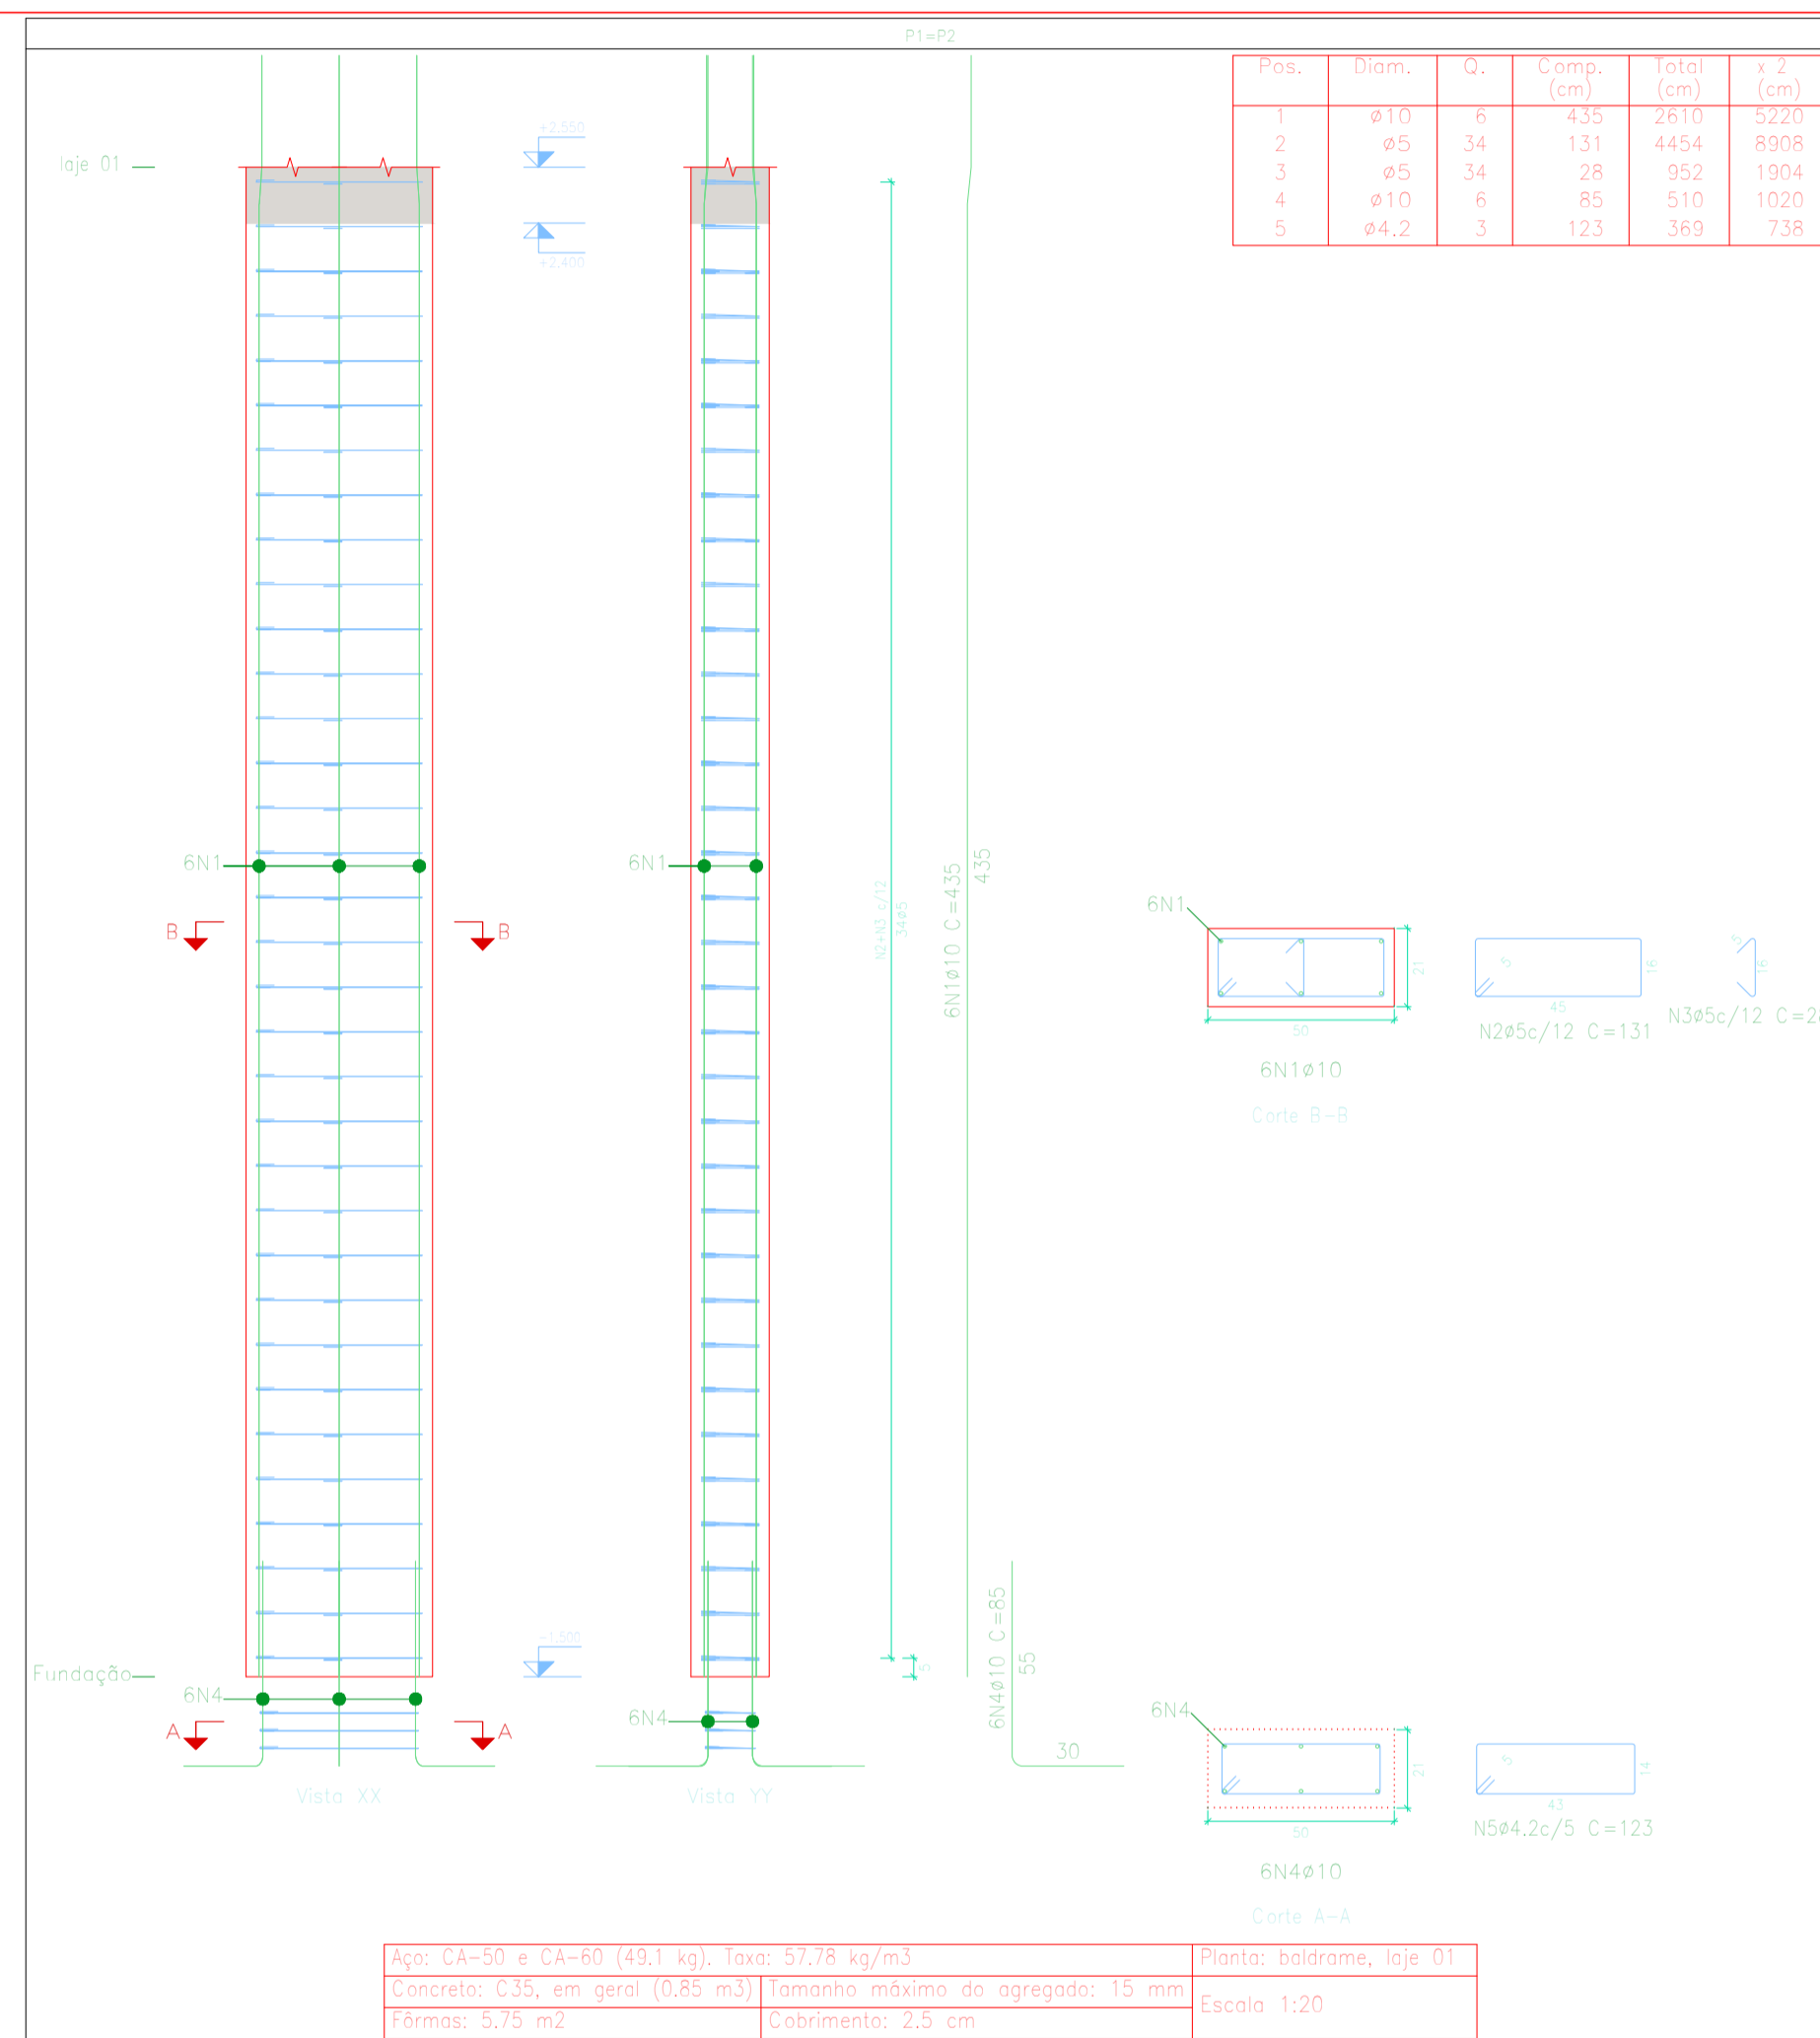 P1=P2
Pos. Diam. Q. Comp. (cm) Total (cm) x 2 (cm)
1 ø10 6 435 2610 5220
2 ø5 34 131 4454 8908
3 ø5 34 28 952 1904
4 ø10 6 85 510 1020
5 ø4.2 3 123 369 738
+2.550
laje 01
+2.400
6N1
6N1
B
B
N2+N3 c/12
34ø5
6N1ø10 C=435
435
6N1
21
50
6N1ø10
Corte B-B
5
16
45
N2ø5c/12 C=131
5
16
N3ø5c/12 C=28
-1.500
Fundação
5
6N4
6N4
A
A
6N4ø10 C=85
55
30
Vista XX
Vista YY
6N4
21
50
6N4ø10
Corte A-A
5
14
43
N5ø4.2c/5 C=123
Aço: CA-50 e CA-60 (49.1 kg). Taxa: 57.78 kg/m3
Planta: baldrame, laje 01
Concreto: C35, em geral (0.85 m3)
Tamanho máximo do agregado: 15 mm
Escala 1:20
Fôrmas: 5.75 m2
Cobrimento: 2.5 cm